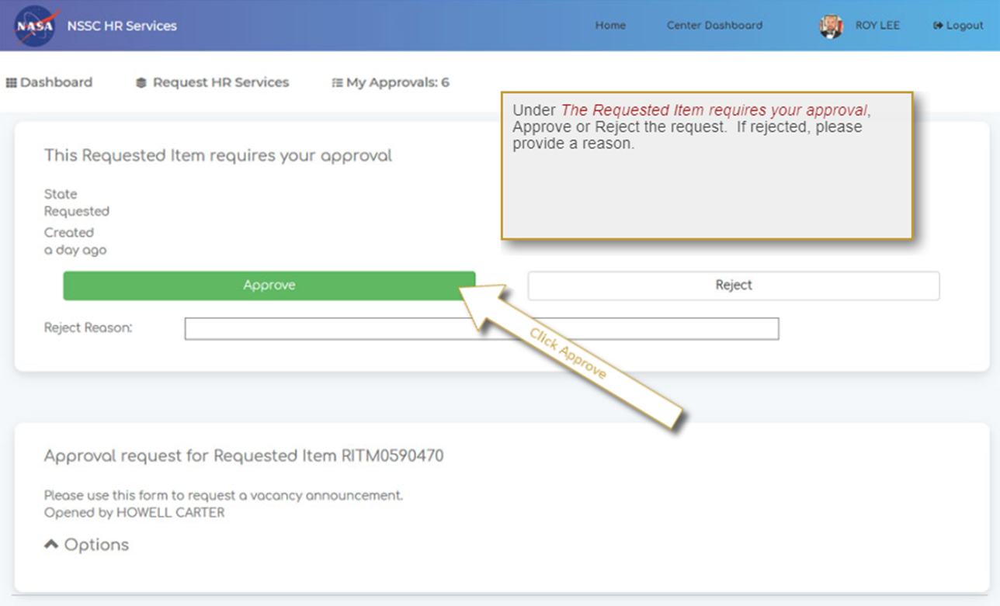 NASA NSSC HR Services Home Center Dashboard ROY LEE Logout
Dashboard Request HR Services My Approvals: 6
Under The Requested Item requires your approval,
Approve or Reject the request. If rejected, please
provide a reason.
This Requested Item requires your approval
State
Requested
Created
a day ago
Approve Reject
Reject Reason:
Click Approve
Approval request for Requested Item RITM0590470
Please use this form to request a vacancy announcement.
Opened by HOWELL CARTER
Options